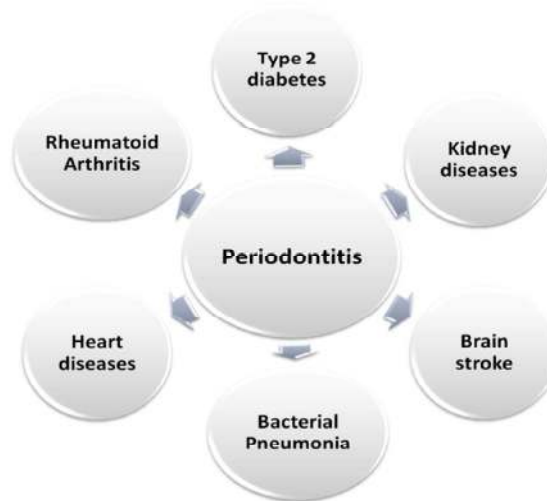 Type 2
diabetes
Rheumatoid
Arthritis
Kidney
diseases
Periodontitis
Heart
diseases
Brain
stroke
Bacterial
Pneumonia